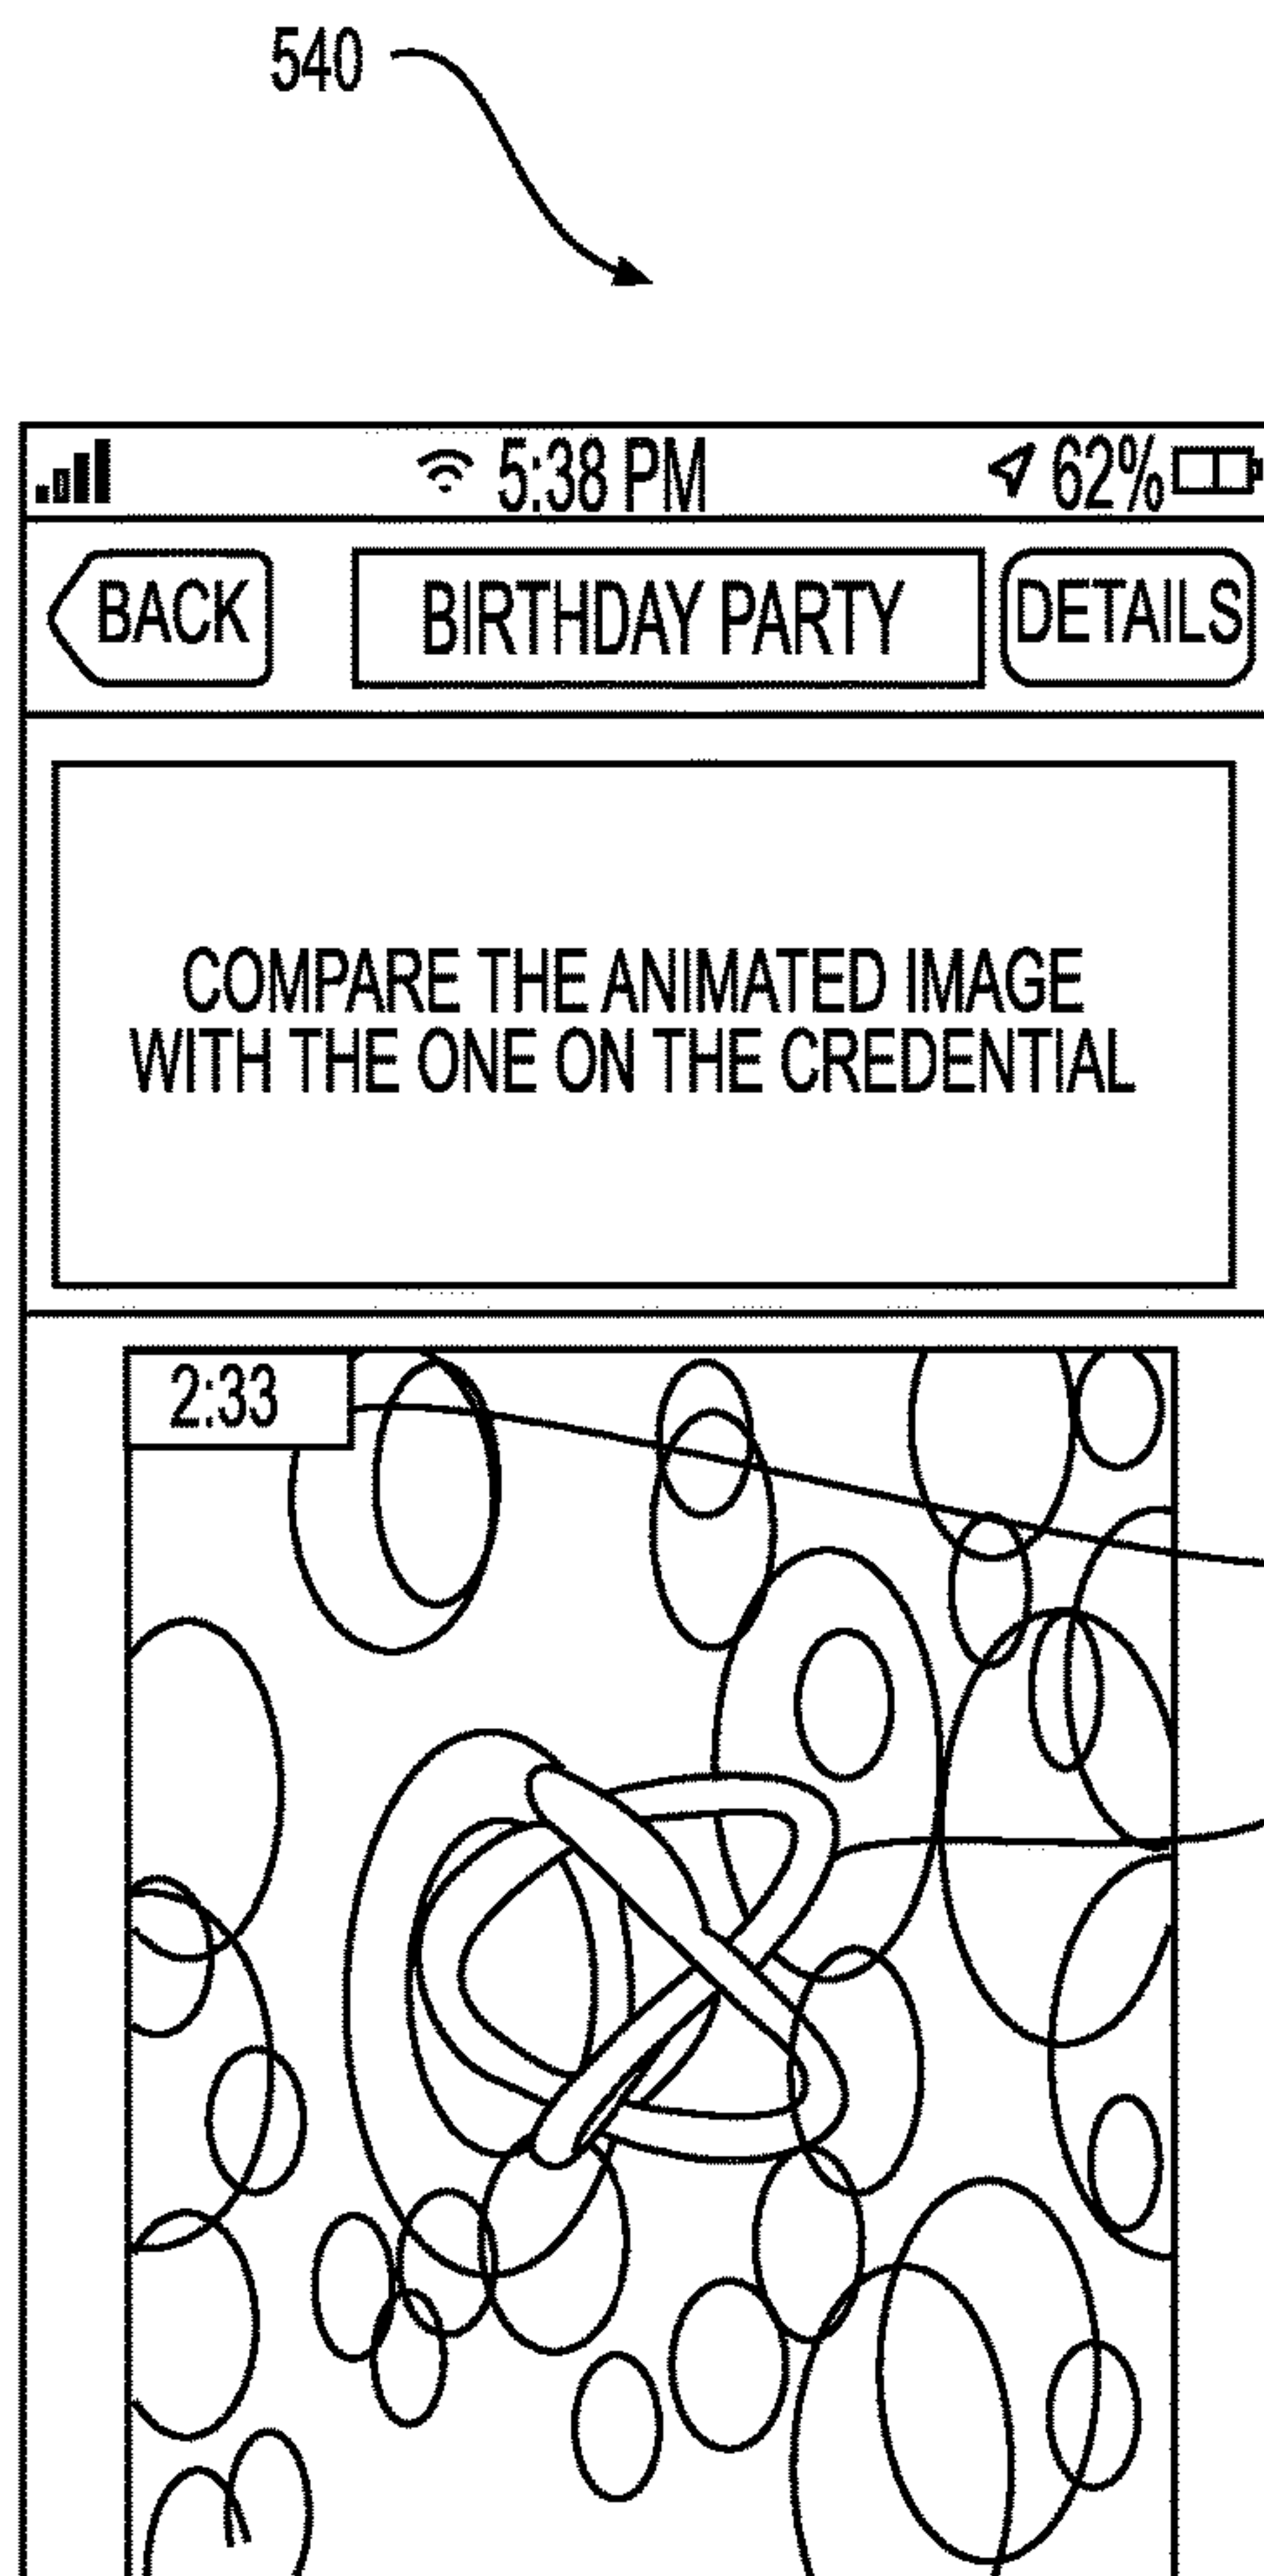 540
5:38 PM 62%
BACK BIRTHDAY PARTY DETAILS
COMPARE THE ANIMATED IMAGE
WITH THE ONE ON THE CREDENTIAL
2:33